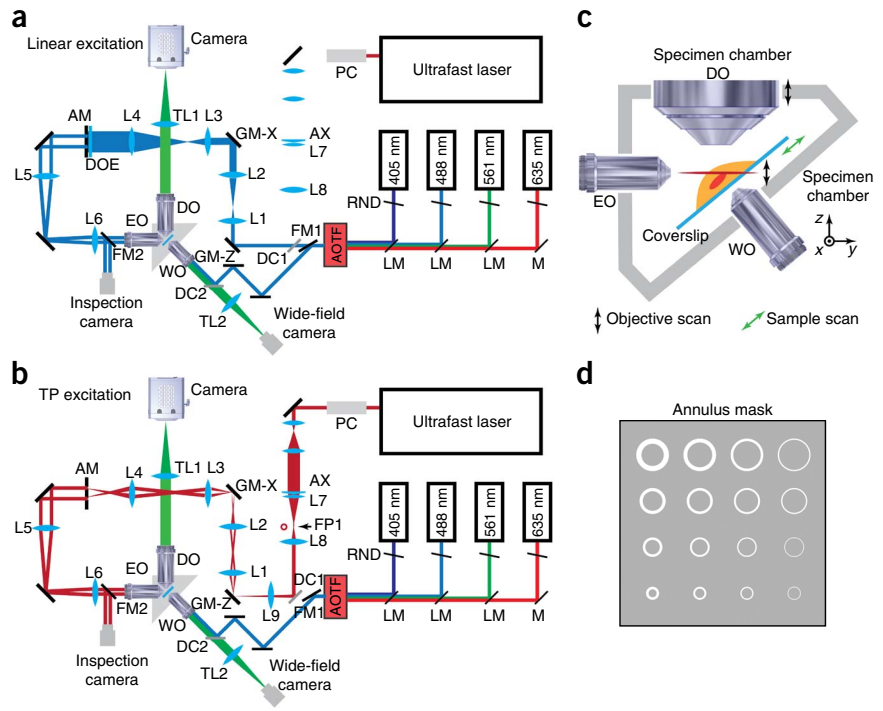 a
Linear excitation
Camera
PC
Ultrafast laser
AM
L4
TL1
L3
GM-X
AX
L7
DOE
L5
L2
L8
405 nm
488 nm
561 nm
635 nm
RND
L6
EO
DO
L1
FM1
AOTF
FM2
WO
GM-Z
DC1
DC2
LM
LM
LM
M
Inspection
camera
TL2
Wide-field
camera
b
TP excitation
Camera
PC
Ultrafast laser
AM
L4
TL1
L3
GM-X
AX
L7
L5
L2
FP1
L8
405 nm
488 nm
561 nm
635 nm
RND
L6
EO
DO
L1
DC1
AOTF
FM2
WO
GM-Z
L9
FM1
DC2
LM
LM
LM
M
Inspection
camera
TL2
Wide-field
camera
c
Specimen chamber
DO
EO
Specimen
chamber
Coverslip
WO
z
x
y
Objective scan
Sample scan
d
Annulus mask